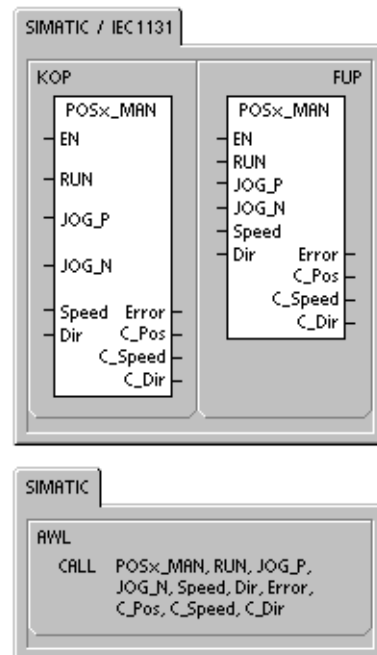 SIMATIC / IEC1131
KOP
POSx_MAN
EN
RUN
JOG_P
JOG_N
Speed Error
Dir C_Pos
C_Speed
C_Dir
FUP
POSx_MAN
EN
RUN
JOG_P
JOG_N
Speed
Dir Error
C_Pos
C_Speed
C_Dir
SIMATIC
AWL
CALL POSx_MAN, RUN, JOG_P,
JOG_N, Speed, Dir, Error,
C_Pos, C_Speed, C_Dir